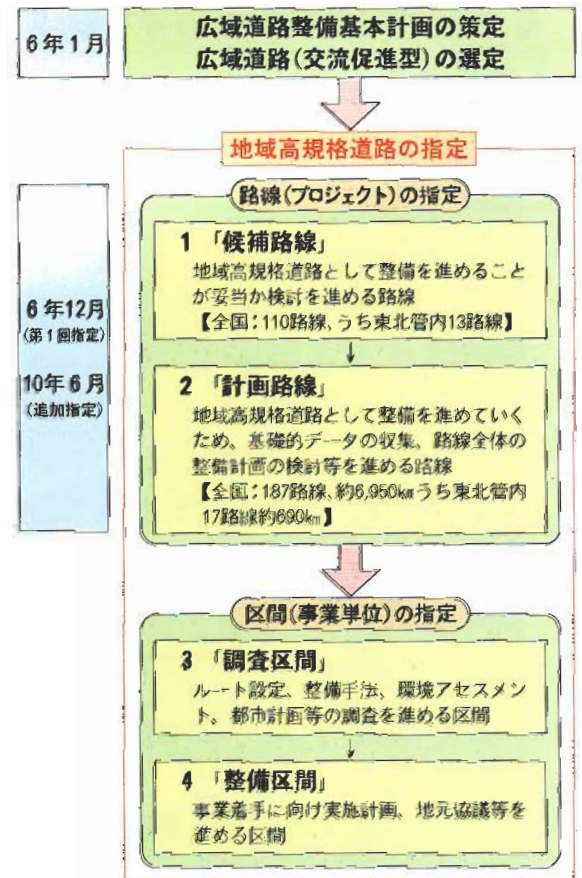 6年1月
広域道路整備基本計画の策定
広域道路(交流促進型)の選定
地域高規格道路の指定
路線(プロジェクト)の指定
6年12月
(第1回指定)
10年6月
(追加指定)
1 「候補路線」
地域高規格道路として整備を進めること
が妥当か検討を進める路線
【全国:110路線、うち東北管内13路線】
2 「計画路線」
地域高規格道路として整備を進めていく
ため、基礎的データの収集、路線全体の
整備計画の検討等を進める路線
【全国:187路線、約6,950㎞うち東北管内
17路線約690㎞】
区間(事業単位)の指定
3 「調査区間」
ルート設定、整備手法、環境アセスメン
ト、都市計画等の調査を進める区間
4 「整備区間」
事業着手に向け実施計画、地元協議等を
進める区間